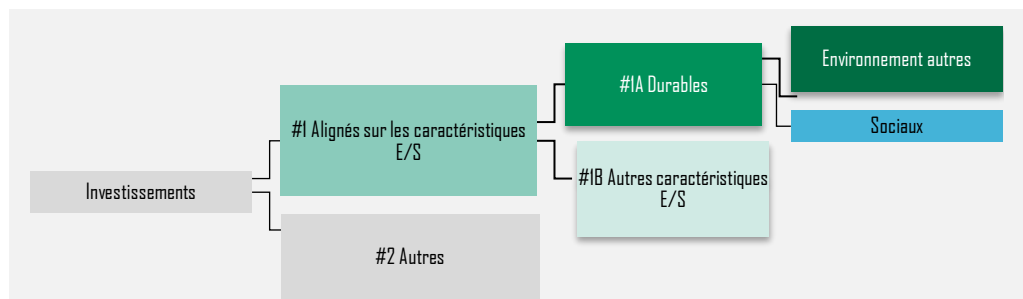 Environnement autres
#1A Durables
Sociaux
#1 Alignés sur les caractéristiques
E/S
#1B Autres caractéristiques
E/S
Investissements
#2 Autres